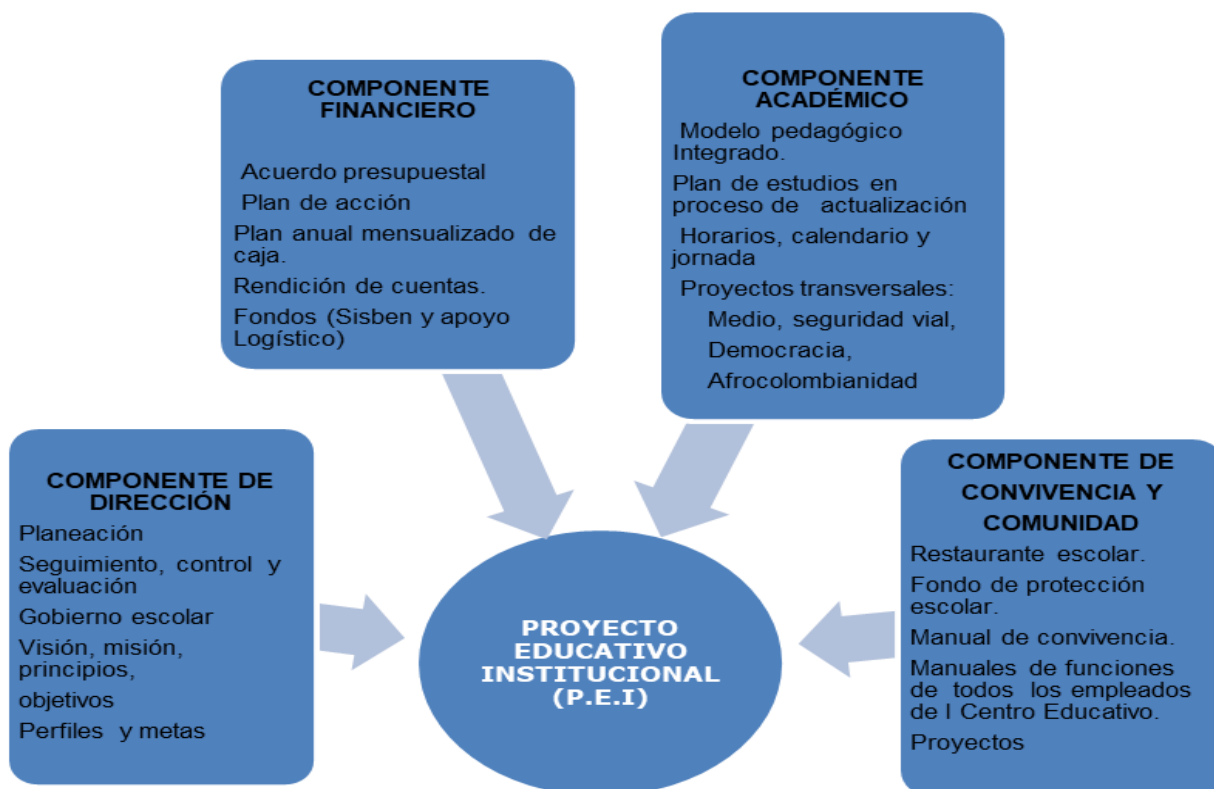 COMPONENTE
FINANCIERO
Acuerdo presupuestal
Plan de acción
Plan anual mensualizado de
caja.
Rendición de cuentas.
Fondos (Sisben y apoyo
Logístico)
COMPONENTE
ACADÉMICO
Modelo pedagógico
Integrado.
Plan de estudios en
proceso de actualización
Horarios, calendario y
jornada
Proyectos transversales:
Medio, seguridad vial,
Democracia,
Afrocolombianidad
COMPONENTE DE
DIRECCIÓN
Planeación
Seguimiento, control y
evaluación
Gobierno escolar
Visión, misión,
principios,
objetivos
Perfiles y metas
PROYECTO
EDUCATIVO
INSTITUCIONAL
(P.E.I)
COMPONENTE DE
CONVIVENCIA Y
COMUNIDAD
Restaurante escolar.
Fondo de protección
escolar.
Manual de convivencia.
Manuales de funciones
de todos los empleados
de l Centro Educativo.
Proyectos